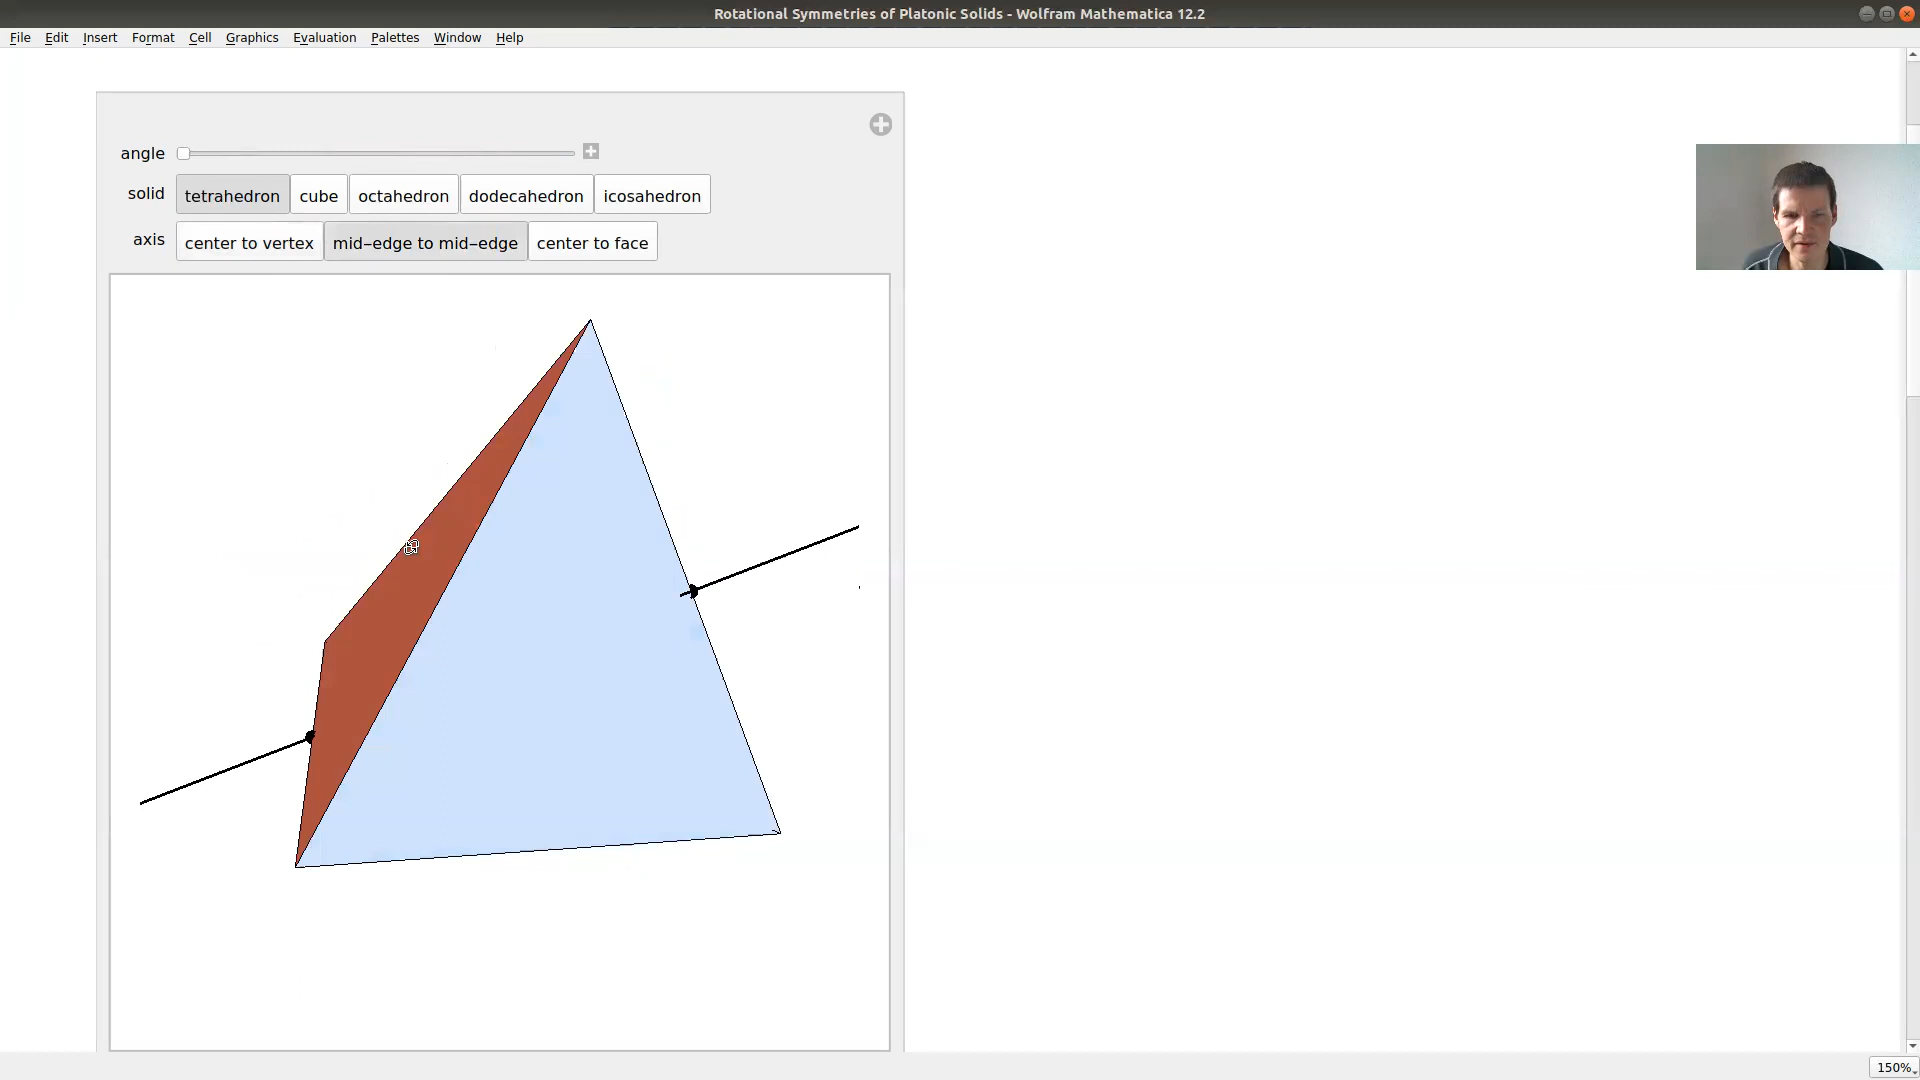 Rotational Symmetries of Platonic Solids - Wolfram Mathematica 12.2
File Edit Insert Format Cell Graphics Evaluation Palettes Window Help
angle
solid tetrahedron cube octahedron dodecahedron icosahedron
axis center to vertex mid–edge to mid–edge center to face
150%